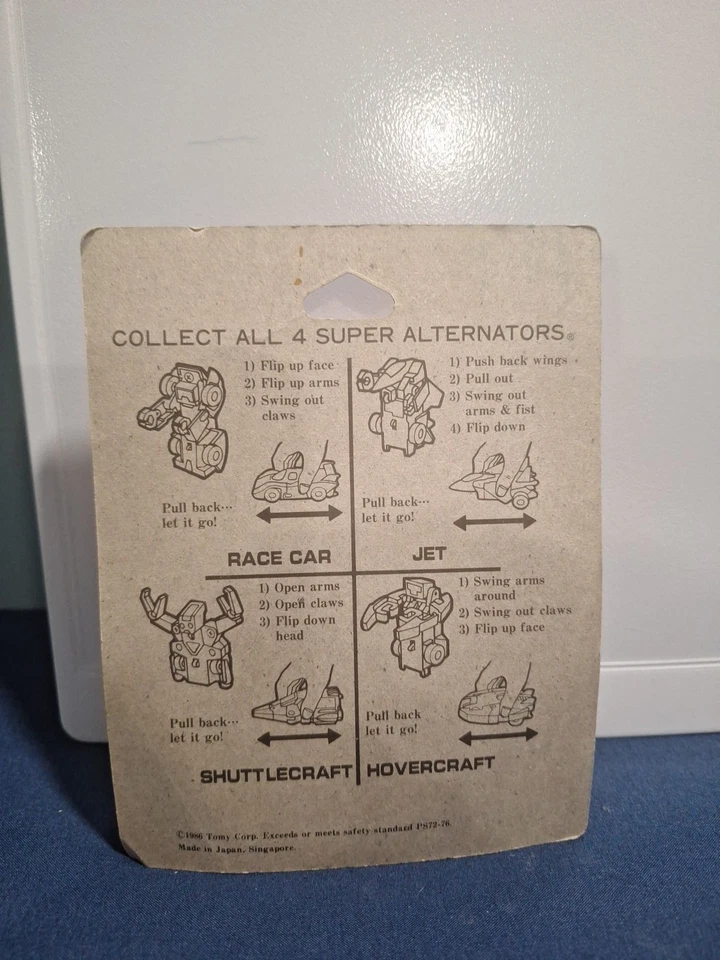 COLLECT ALL 4 SUPER ALTERNATORS®
1) Flip up face
2) Flip up arms
3) Swing out
claws
Pull back...
let it go!
RACE CAR
1) Push back wings
2) Pull out
3) Swing out
arms & fist
4) Flip down
Pull back...
let it go!
JET
1) Open arms
2) Open claws
3) Flip down
head
Pull back...
let it go!
SHUTTLECRAFT
1) Swing arms
around
2) Swing out claws
3) Flip up face
Pull back
let it go!
HOVERCRAFT
©1986 Tomy Corp. Exceeds or meets safety standard PS72-76.
Made in Japan, Singapore.